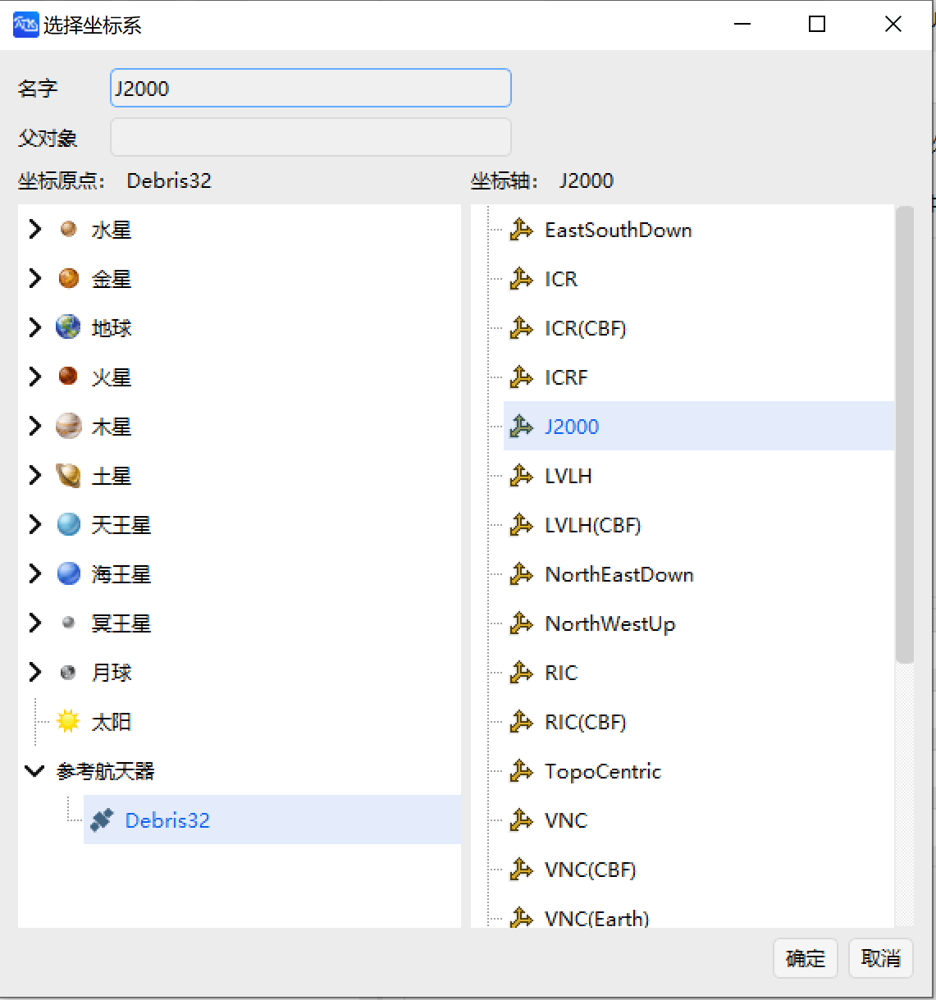 选择坐标系
名字 J2000
父对象
坐标原点： Debris32
水星
金星
地球
火星
木星
土星
天王星
海王星
冥王星
月球
太阳
参考航天器
Debris32
坐标轴： J2000
EastSouthDown
ICR
ICR(CBF)
ICRF
J2000
LVLH
LVLH(CBF)
NorthEastDown
NorthWestUp
RIC
RIC(CBF)
TopoCentric
VNC
VNC(CBF)
VNC(Earth)
确定 取消